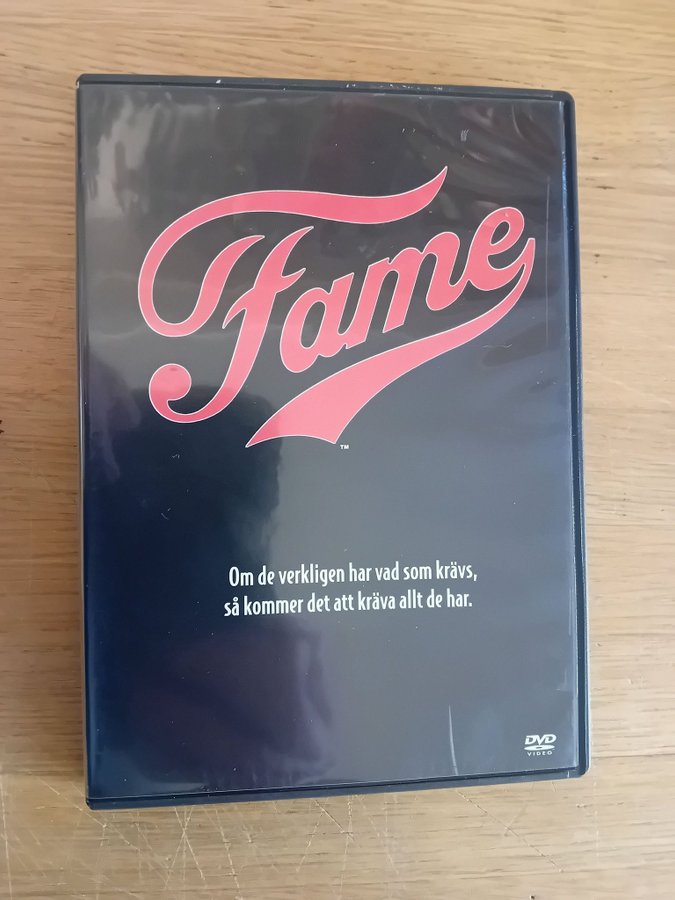 Fame
TM
Om de verkligen har vad som krävs,
så kommer det att kräva allt de har.
DVD
VIDEO